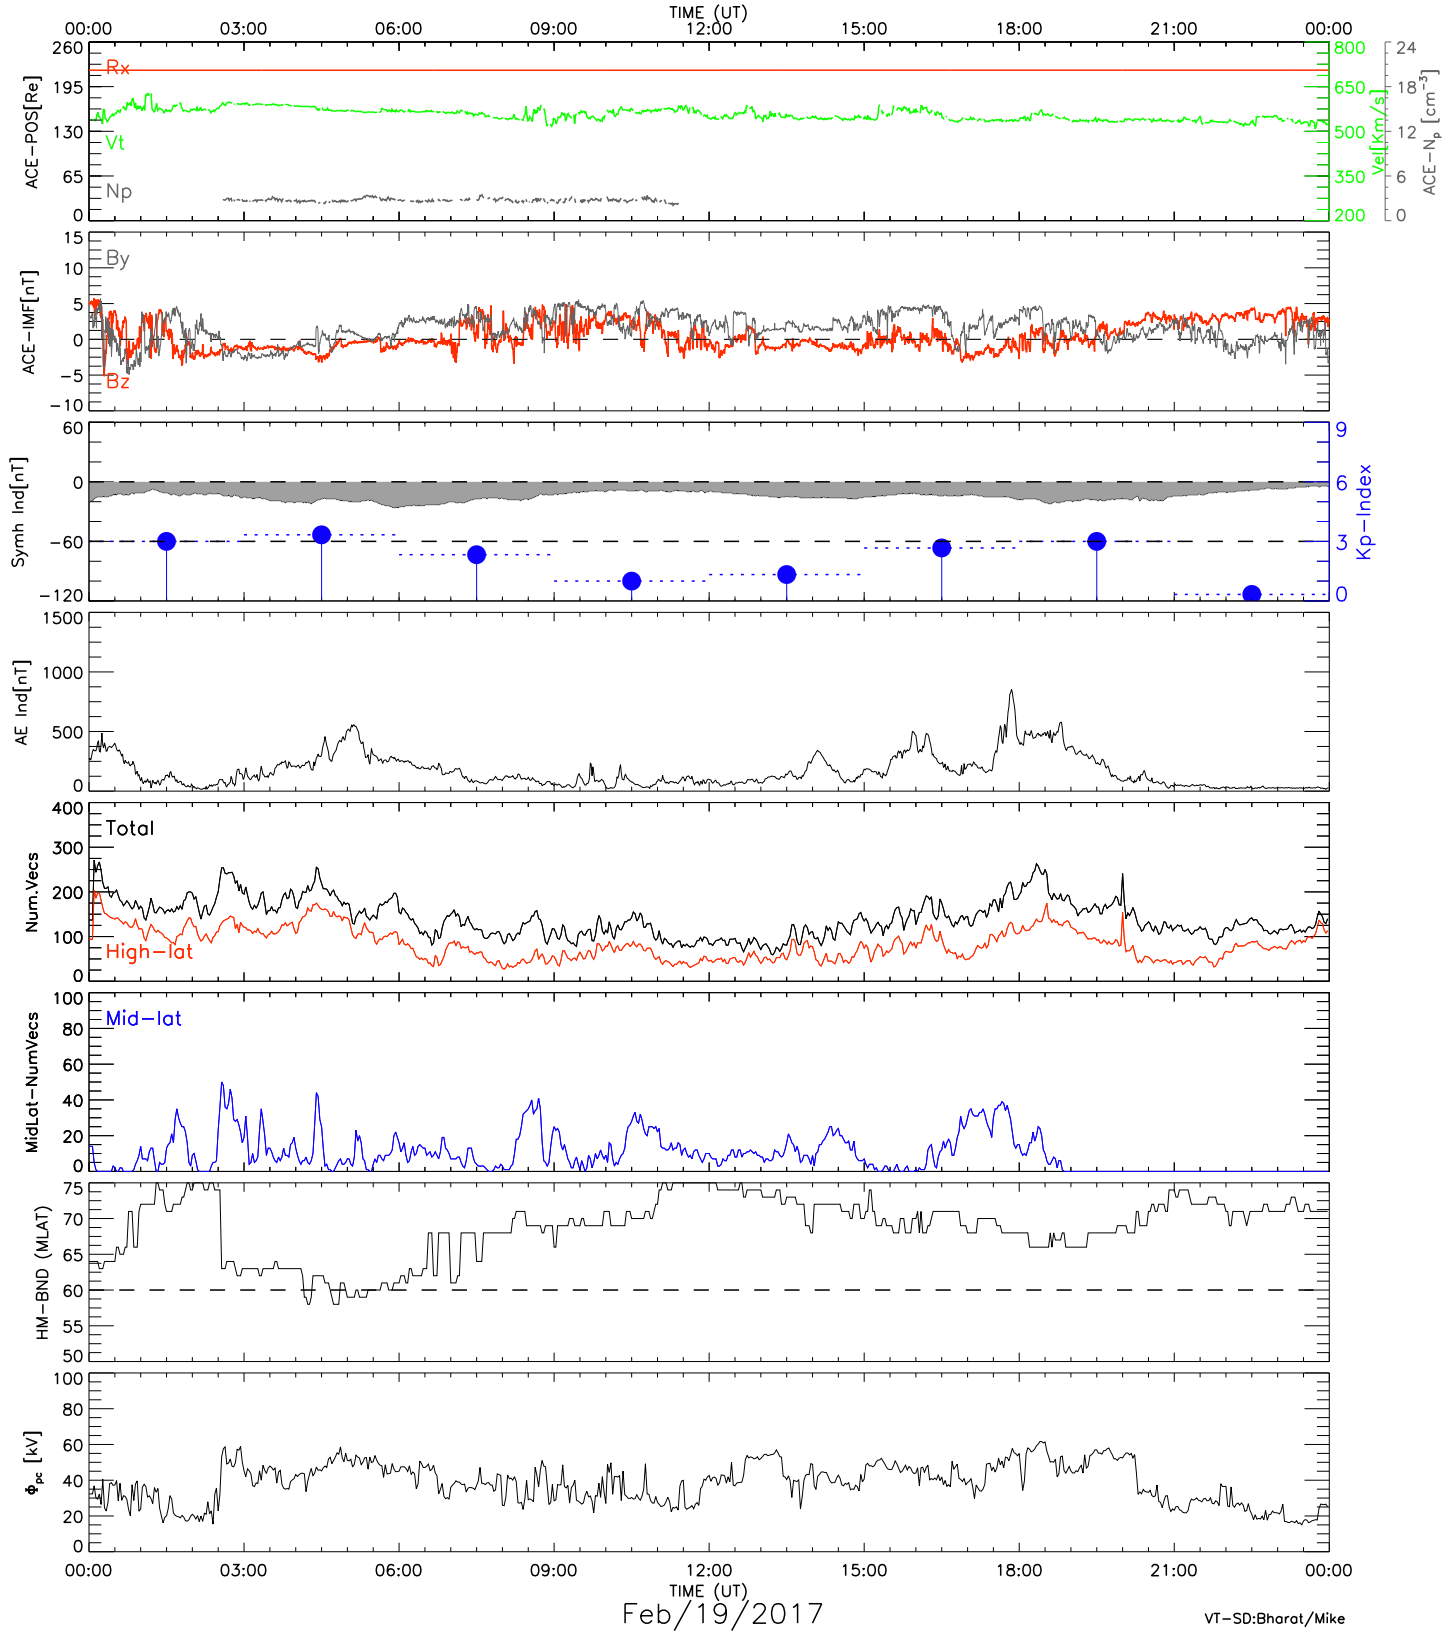 TIME (UT)
00:00 03:00 06:00 09:00 12:00 15:00 18:00 21:00 00:00
ACE-POS[Re]
260
195
130
65
0
Rx
Vt
Np
800
650
500
350
200
Vel[Km/s]
24
18
12
6
0
ACE-Np [cm⁻³]
ACE-IMF[nT]
15
10
5
0
-5
-10
By
Bz
Symh Ind[nT]
60
0
-60
-120
9
6
3
0
Kp-Index
AE Ind[nT]
1500
1000
500
0
Num.Vecs
400
300
200
100
0
Total
High-lat
MidLat-NumVecs
100
80
60
40
20
0
Mid-lat
HM-BND (MLAT)
75
70
65
60
55
50
Φpc [kV]
100
80
60
40
20
0
00:00 03:00 06:00 09:00 12:00 15:00 18:00 21:00 00:00
TIME (UT)
Feb/19/2017
VT-SD:Bharat/Mike